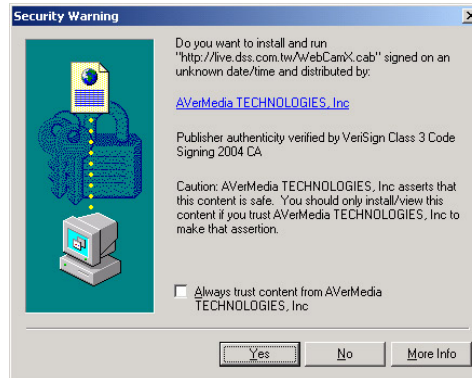 Security Warning
Do you want to install and run
"http://live.dss.com.tw/WebCamX.cab" signed on an
unknown date/time and distributed by:
AVerMedia TECHNOLOGIES, Inc
Publisher authenticity verified by VeriSign Class 3 Code
Signing 2004 CA
Caution: AVerMedia TECHNOLOGIES, Inc asserts that
this content is safe. You should only install/view this
content if you trust AVerMedia TECHNOLOGIES, Inc to
make that assertion.
Always trust content from AVerMedia
TECHNOLOGIES, Inc
Yes No More Info